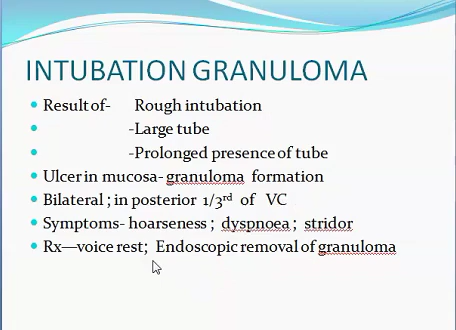 INTUBATION GRANULOMA
Result of- Rough intubation
-Large tube
-Prolonged presence of tube
Ulcer in mucosa- granuloma formation
Bilateral ; in posterior 1/3rd of VC
Symptoms- hoarseness ; dyspnoea ; stridor
Rx—voice rest; Endoscopic removal of granuloma